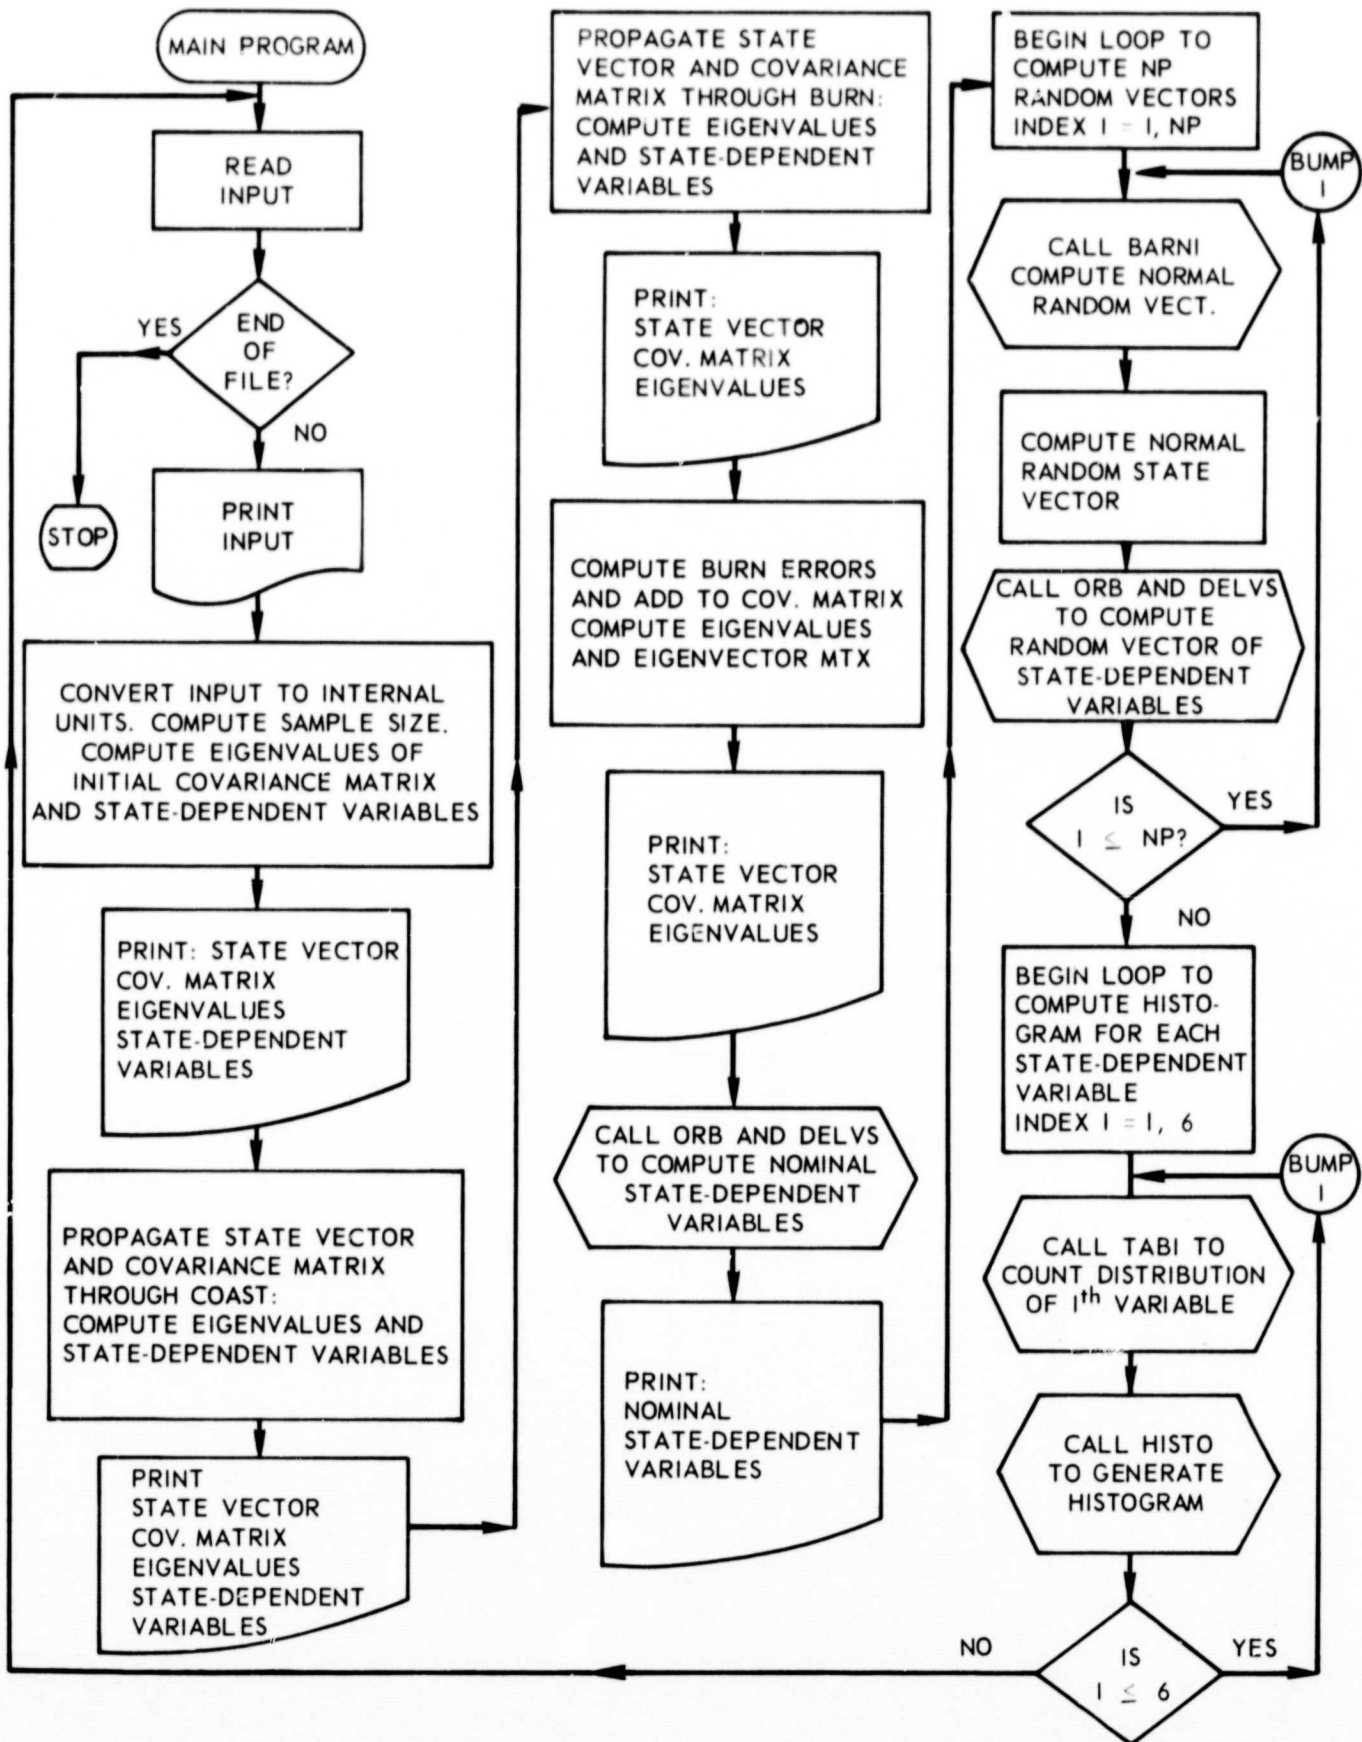 MAIN PROGRAM
READ
INPUT
END
OF
FILE?
YES
NO
STOP
PRINT
INPUT
CONVERT INPUT TO INTERNAL
UNITS. COMPUTE SAMPLE SIZE.
COMPUTE EIGENVALUES OF
INITIAL COVARIANCE MATRIX
AND STATE-DEPENDENT VARIABLES
PRINT: STATE VECTOR
COV. MATRIX
EIGENVALUES
STATE-DEPENDENT
VARIABLES
PROPAGATE STATE VECTOR
AND COVARIANCE MATRIX
THROUGH COAST:
COMPUTE EIGENVALUES AND
STATE-DEPENDENT VARIABLES
PRINT
STATE VECTOR
COV. MATRIX
EIGENVALUES
STATE-DEPENDENT
VARIABLES
PROPAGATE STATE
VECTOR AND COVARIANCE
MATRIX THROUGH BURN:
COMPUTE EIGENVALUES
AND STATE-DEPENDENT
VARIABLES
PRINT:
STATE VECTOR
COV. MATRIX
EIGENVALUES
COMPUTE BURN ERRORS
AND ADD TO COV. MATRIX
COMPUTE EIGENVALUES
AND EIGENVECTOR MTX
PRINT:
STATE VECTOR
COV. MATRIX
EIGENVALUES
CALL ORB AND DELVS
TO COMPUTE NOMINAL
STATE-DEPENDENT
VARIABLES
PRINT:
NOMINAL
STATE-DEPENDENT
VARIABLES
BEGIN LOOP TO
COMPUTE NP
RANDOM VECTORS
INDEX I = I, NP
BUMP
I
CALL BARNI
COMPUTE NORMAL
RANDOM VECT.
COMPUTE NORMAL
RANDOM STATE
VECTOR
CALL ORB AND DELVS
TO COMPUTE
RANDOM VECTOR OF
STATE-DEPENDENT
VARIABLES
IS
I ≤ NP?
YES
NO
BEGIN LOOP TO
COMPUTE HISTO-
GRAM FOR EACH
STATE-DEPENDENT
VARIABLE
INDEX I = I, 6
BUMP
I
CALL TABI TO
COUNT DISTRIBUTION
OF Ith VARIABLE
CALL HISTO
TO GENERATE
HISTOGRAM
IS
I ≤ 6
NO
YES